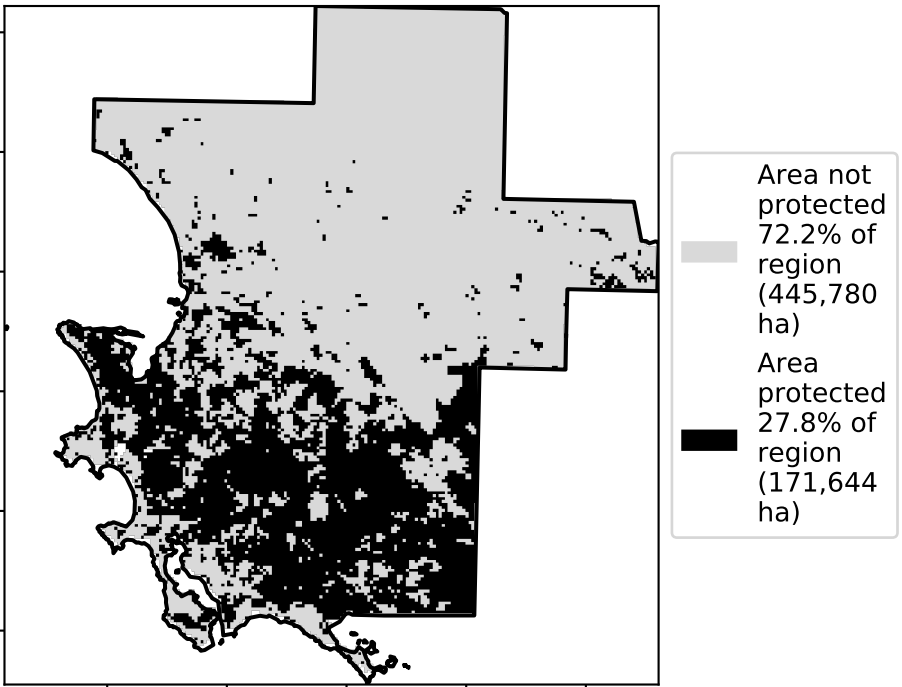 Area not
protected
72.2% of
region
(445,780
ha)
Area
protected
27.8% of
region
(171,644
ha)